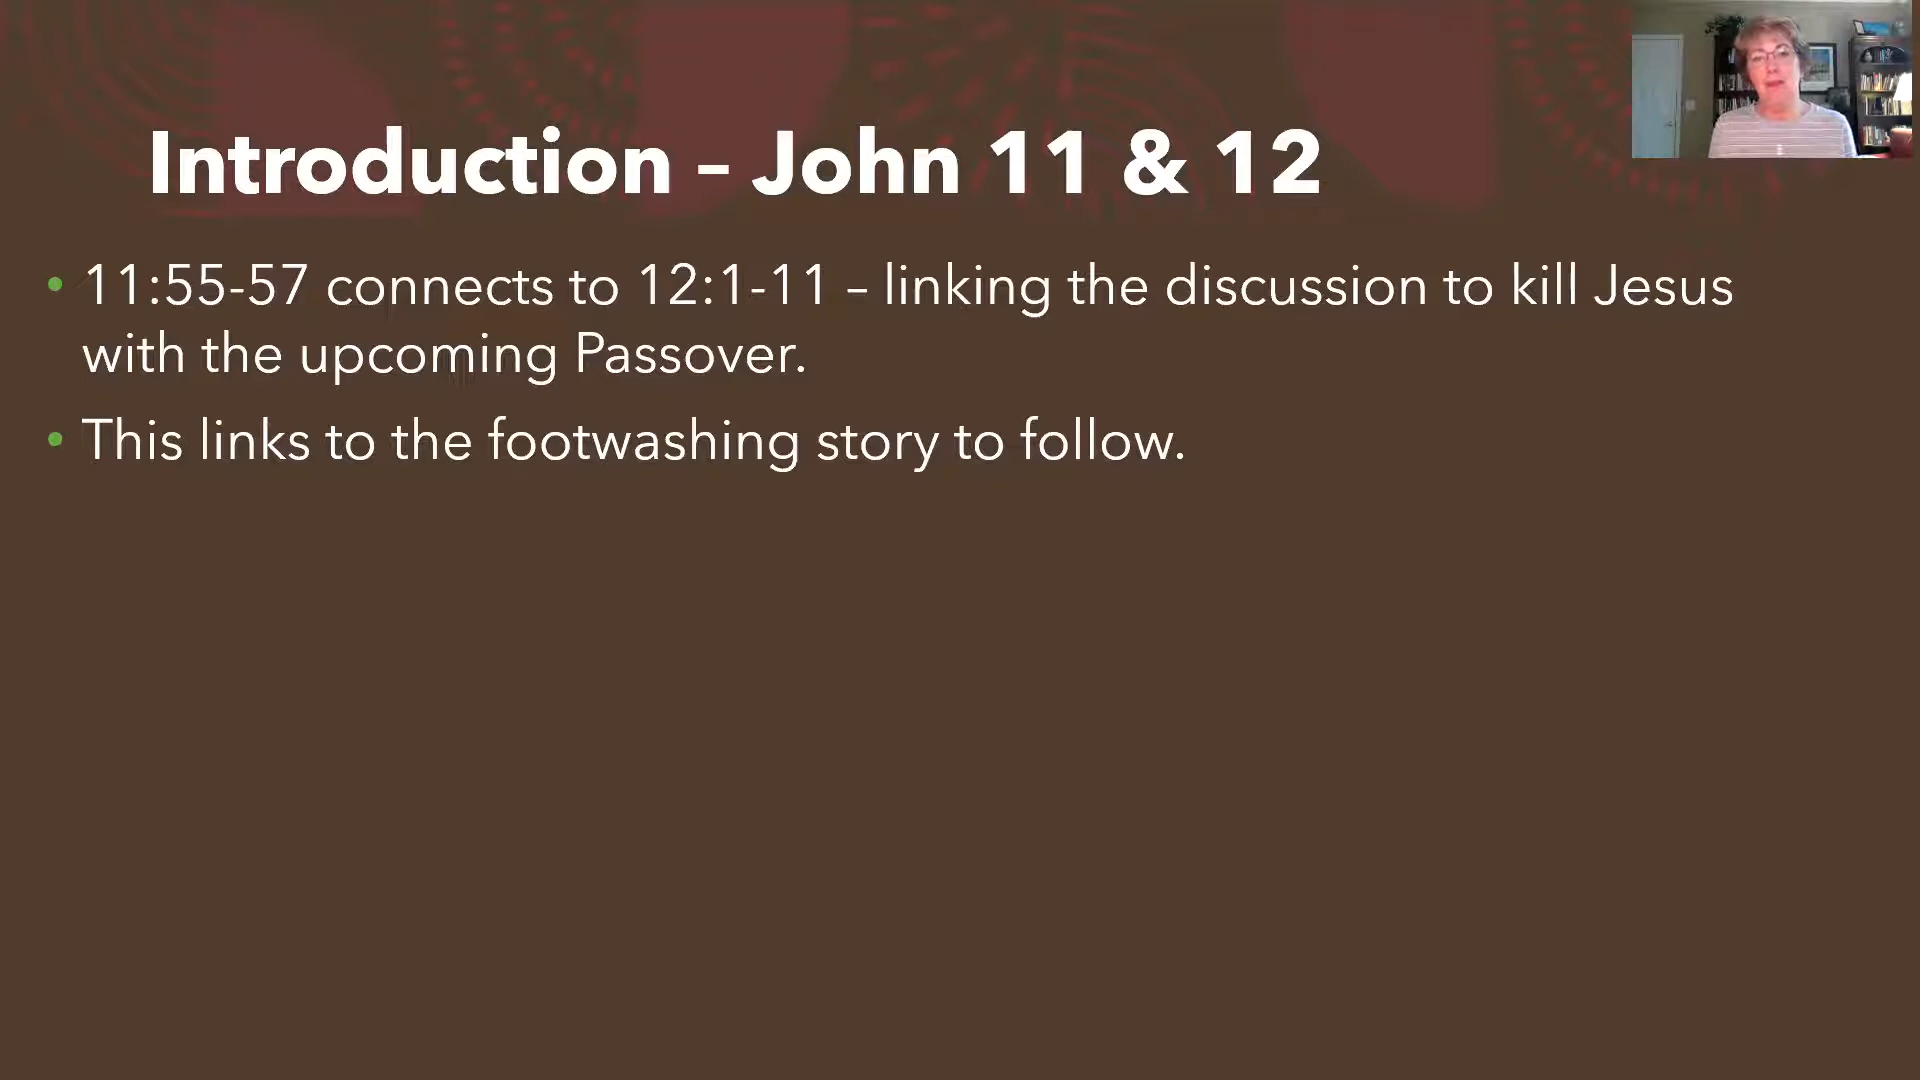 Introduction – John 11 & 12
• 11:55-57 connects to 12:1-11 – linking the discussion to kill Jesus
with the upcoming Passover.
• This links to the footwashing story to follow.